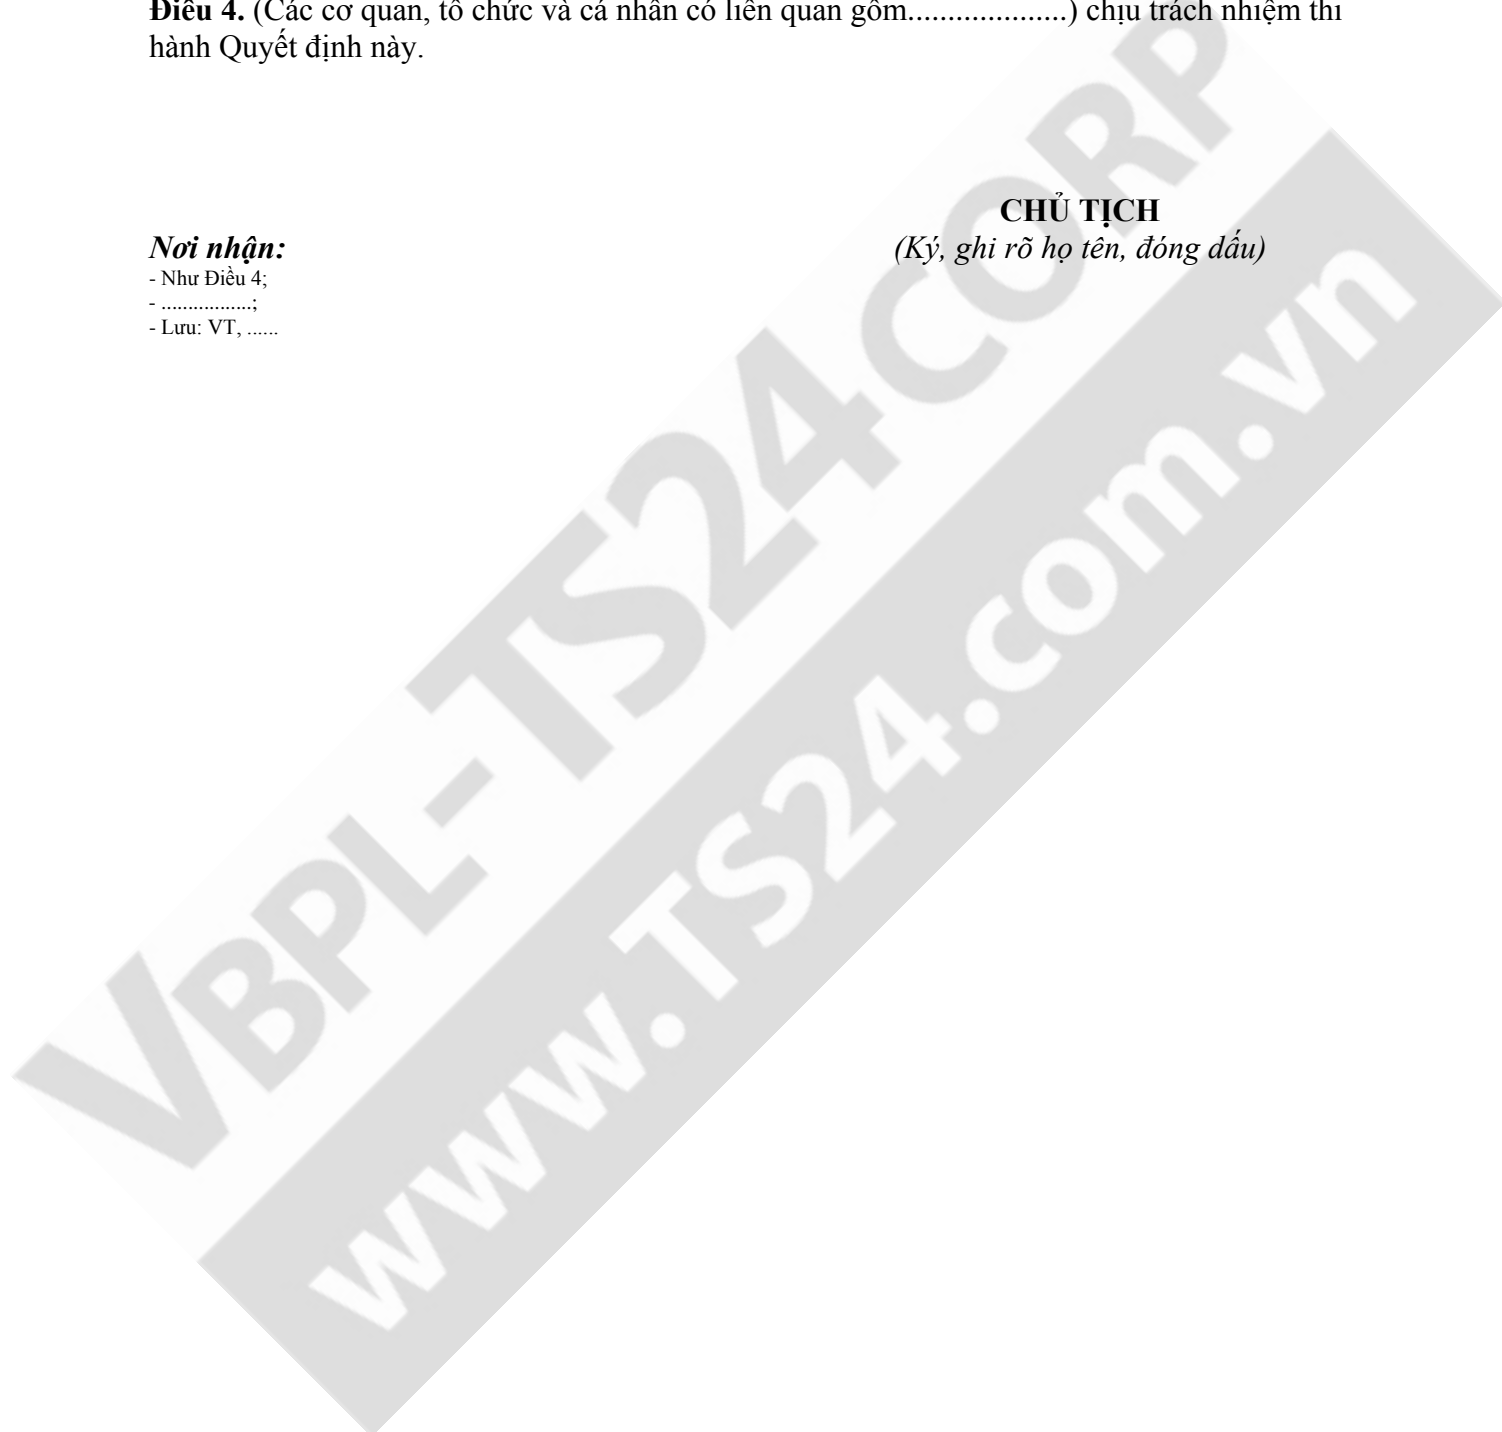 Điều 4. (Các cơ quan, tổ chức và cá nhân có liên quan gồm....................) chịu trách nhiệm thi
hành Quyết định này.
CHỦ TỊCH
Nơi nhận:
(Ký, ghi rõ họ tên, đóng dấu)
- Như Điều 4;
- .................;
- Lưu: VT, ......
VBPL-TS24CORP
www.TS24.com.vn